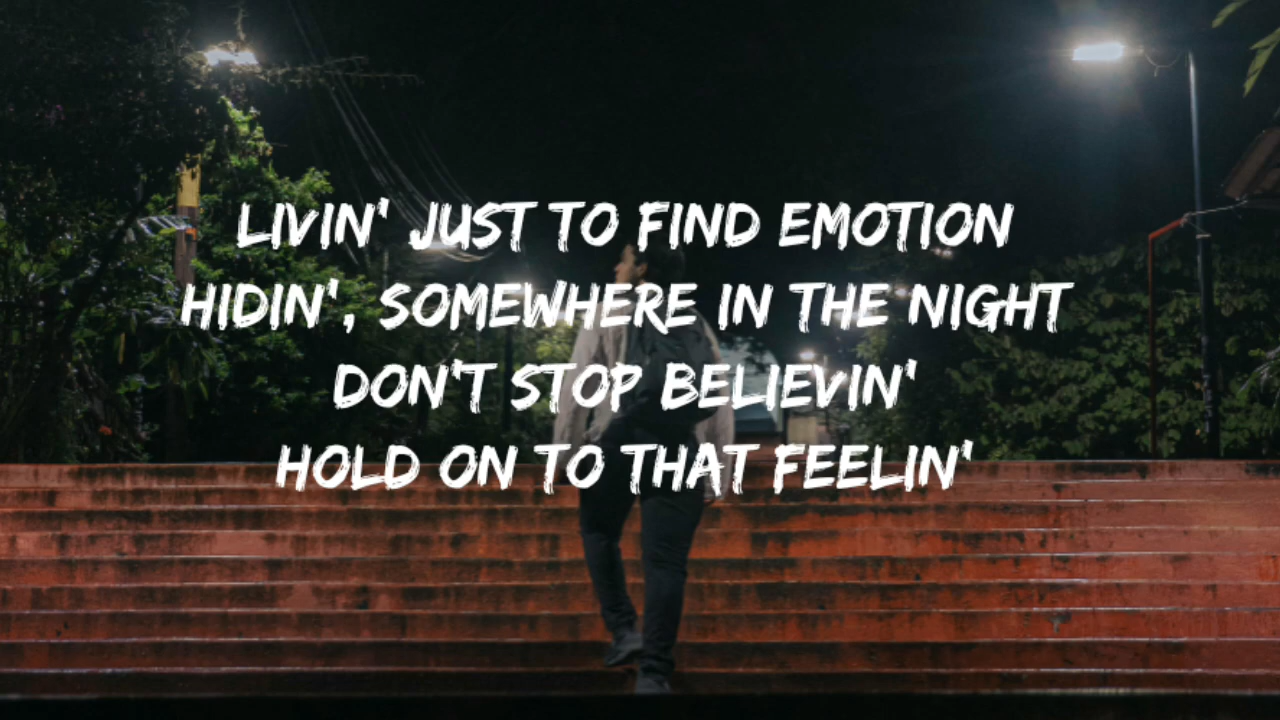 LIVIN' JUST TO FIND EMOTION
HIDIN', SOMEWHERE IN THE NIGHT
DON'T STOP BELIEVIN'
HOLD ON TO THAT FEELIN'